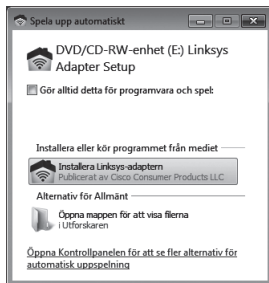 Spela upp automatiskt
DVD/CD-RW-enhet (E:) Linksys
Adapter Setup
Gör alltid detta för programvara och spel:
Installera eller kör programmet från mediet
Installera Linksys-adaptern
Publicerat av Cisco Consumer Products LLC
Alternativ för Allmänt
Öppna mappen för att visa filerna
i Utforskaren
Öppna Kontrollpanelen för att se fler alternativ för
automatisk uppspelning